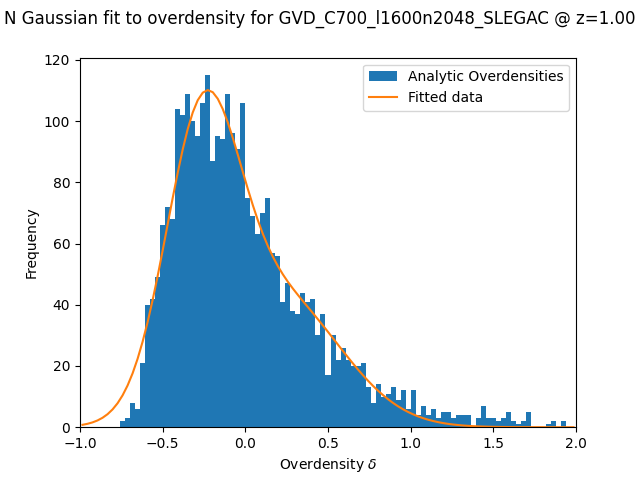 N Gaussian fit to overdensity for GVD_C700_l1600n2048_SLEGAC @ z=1.00
Analytic Overdensities
Fitted data
120
100
80
60
40
20
0
Frequency
−1.0 −0.5 0.0 0.5 1.0 1.5 2.0
Overdensity δ